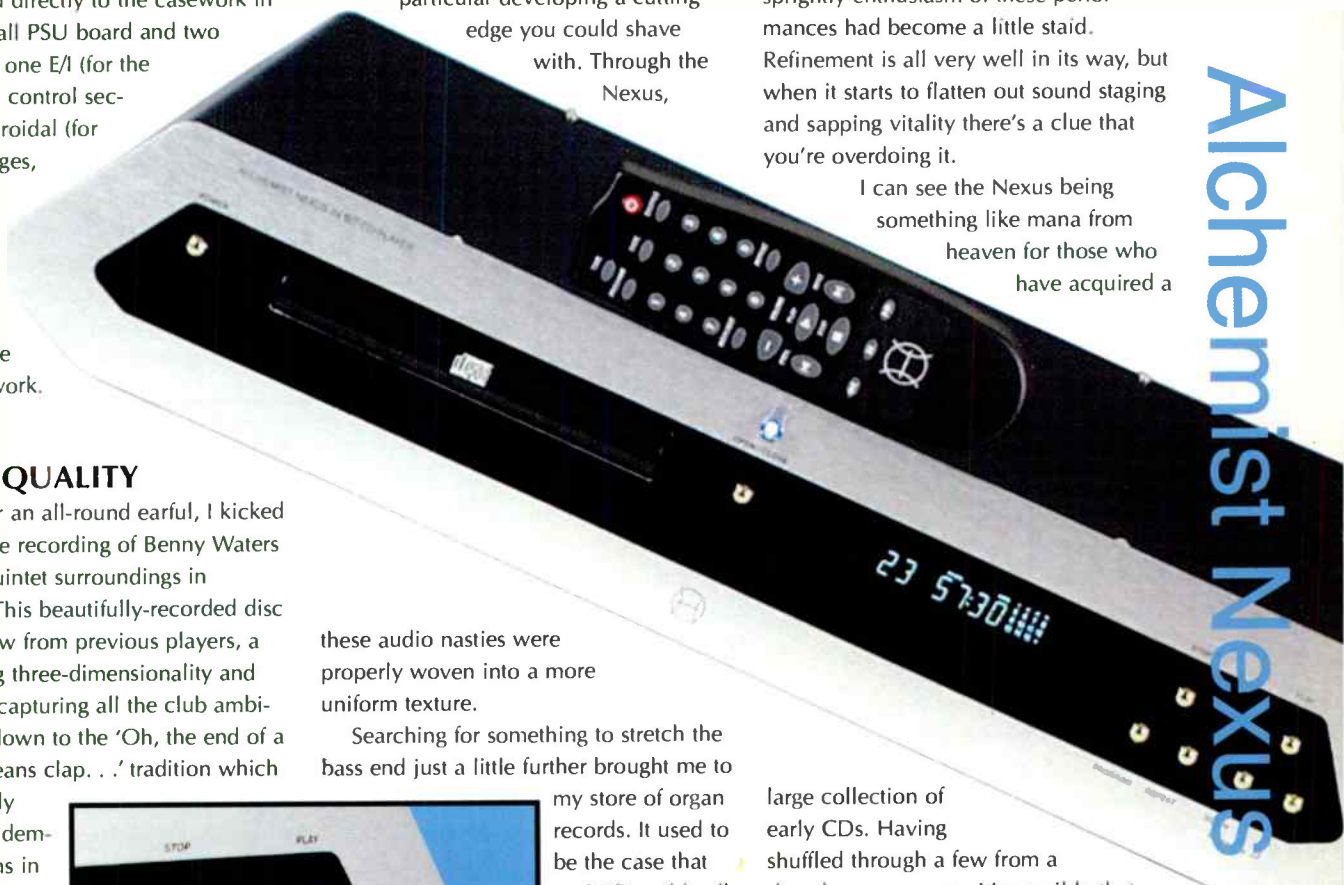 d directly to the casework in
all PSU board and two
one E/I (for the
control sec-
roidal (for
ges,
e
work.
QUALITY
r an all-round earful, I kicked
e recording of Benny Waters
uintet surroundings in
This beautifully-recorded disc
w from previous players, a
g three-dimensionality and
capturing all the club ambi-
down to the 'Oh, the end of a
eans clap. . .' tradition which
ly
dem-
ns in
STOP
PLAY
particular developing a cutting
edge you could shave
with. Through the
Nexus,
these audio nasties were
properly woven into a more
uniform texture.
Searching for something to stretch the
bass end just a little further brought me to
my store of organ
records. It used to
be the case that
sprightly enthusiasm of these perfor-
mances had become a little staid.
Refinement is all very well in its way, but
when it starts to flatten out sound staging
and sapping vitality there's a clue that
you're overdoing it.
I can see the Nexus being
something like mana from
heaven for those who
have acquired a
large collection of
early CDs. Having
shuffled through a few from a
POWER
OPEN/CLOSE
23 57:30
Alchemist Nexus